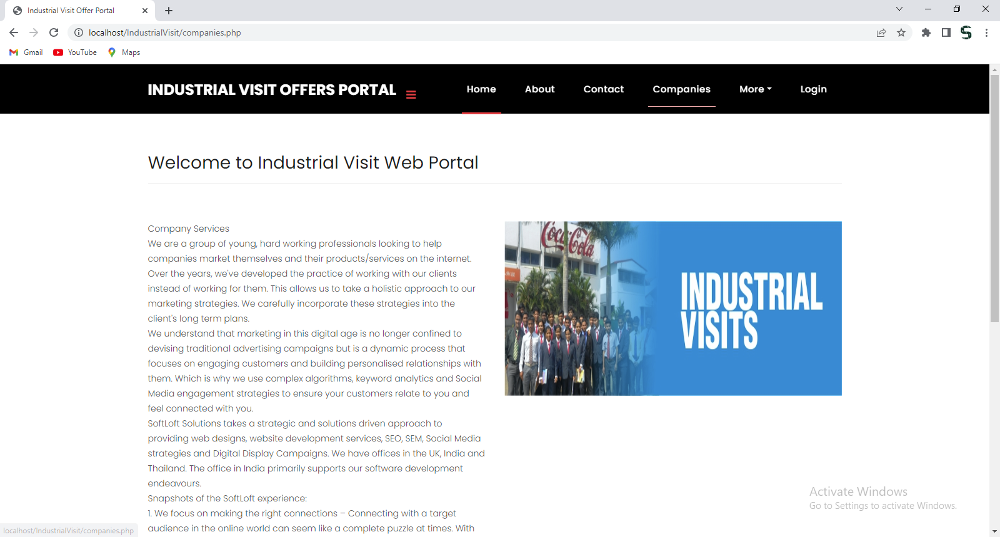 Industrial Visit Offer Portal
localhost/IndustrialVisit/companies.php
Gmail
YouTube
Maps
INDUSTRIAL VISIT OFFERS PORTAL
Home
About
Contact
Companies
More
Login
Welcome to Industrial Visit Web Portal
Company Services
We are a group of young, hard working professionals looking to help
companies market themselves and their products/services on the internet.
Over the years, we've developed the practice of working with our clients
instead of working for them. This allows us to take a holistic approach to our
marketing strategies. We carefully incorporate these strategies into the
client's long term plans.
We understand that marketing in this digital age is no longer confined to
devising traditional advertising campaigns but is a dynamic process that
focuses on engaging customers and building personalised relationships with
them. Which is why we use complex algorithms, keyword analytics and Social
Media engagement strategies to ensure your customers relate to you and
feel connected with you.
SoftLoft Solutions takes a strategic and solutions driven approach to
providing web designs, website development services, SEO, SEM, Social Media
strategies and Digital Display Campaigns. We have offices in the UK, India and
Thailand. The office in India primarily supports our software development
endeavours.
Snapshots of the SoftLoft experience:
1. We focus on making the right connections – Connecting with a target
audience in the online world can seem like a complete puzzle at times. With
Coca-Cola
INDUSTRIAL
VISITS
Activate Windows
Go to Settings to activate Windows.
localhost/IndustrialVisit/companies.php